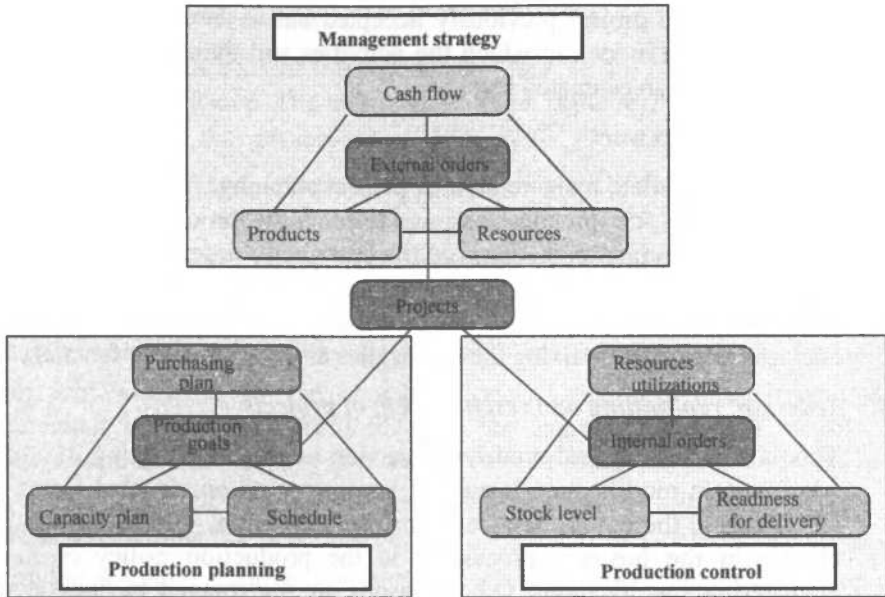 Management strategy
Cash flow
External orders
Products
Resources
Projects
Purchasing
plan
Production
goals
Capacity plan
Schedule
Production planning
Resources
utilizations
Internal orders
Stock level
Readiness
for delivery
Production control